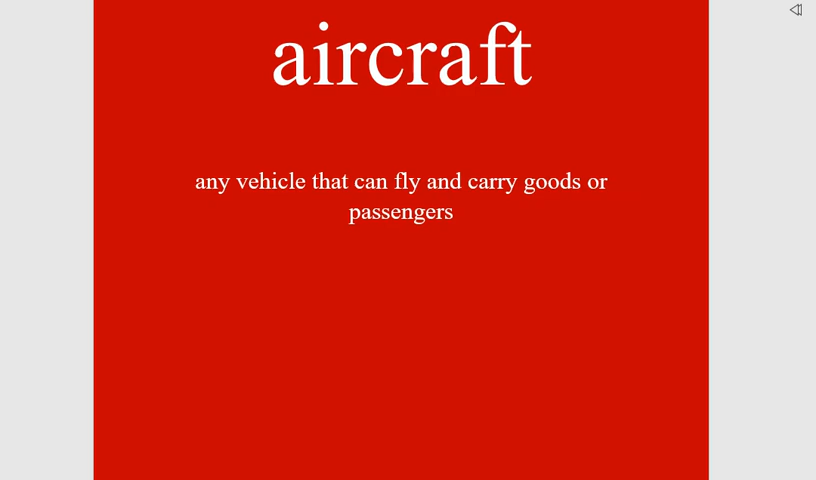 aircraft
any vehicle that can fly and carry goods or
passengers